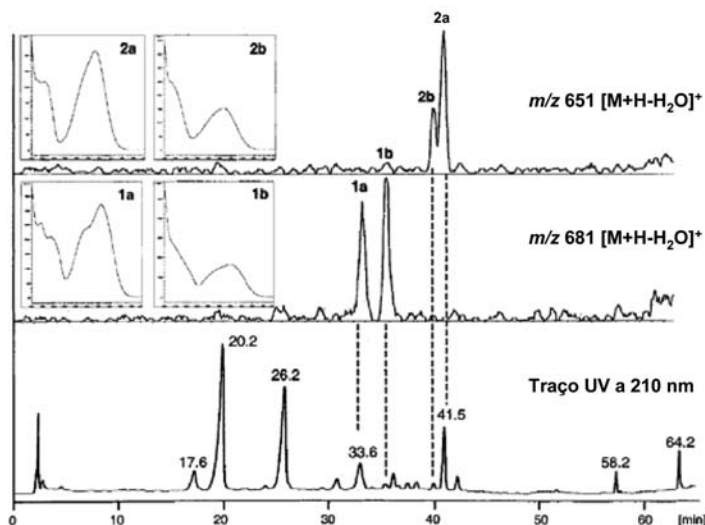 2a
2b
2a
2b
m/z 651 [M+H-H₂O]⁺
1b
1a
1b
1a
m/z 681 [M+H-H₂O]⁺
20.2
26.2
Traço UV a 210 nm
41.5
17.6
33.6
58.2
64.2
0 10 20 30 40 50 60 [min]